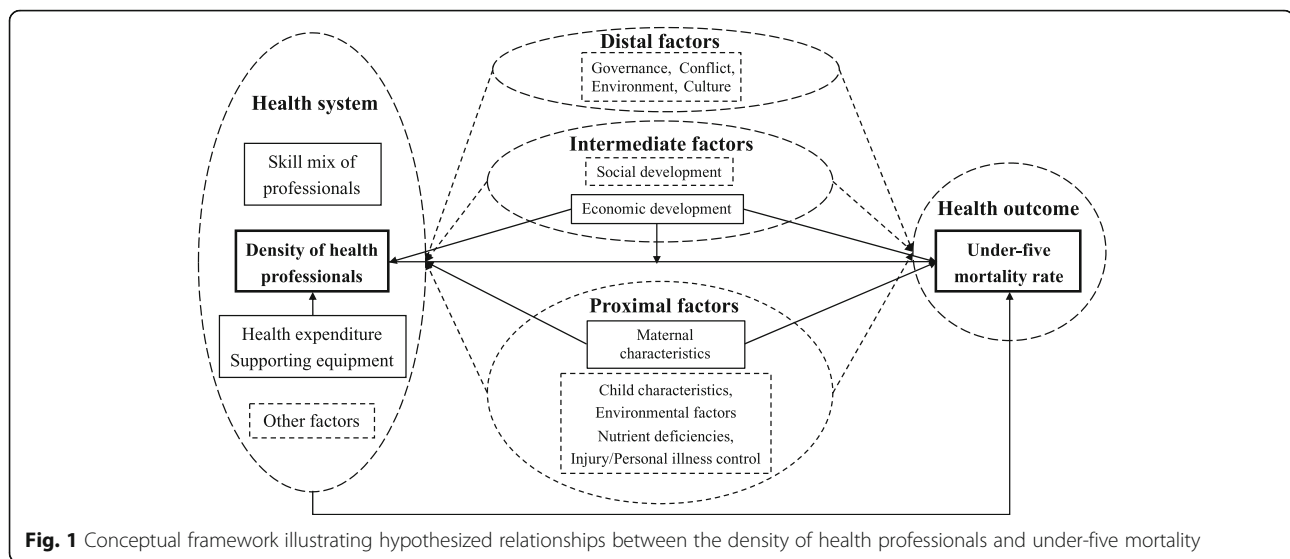 Health system
Skill mix of
professionals
Density of health
professionals
Health expenditure
Supporting equipment
Other factors
Distal factors
Governance, Conflict,
Environment, Culture
Intermediate factors
Social development
Economic development
Proximal factors
Maternal
characteristics
Child characteristics,
Environmental factors
Nutrient deficiencies,
Injury/Personal illness control
Health outcome
Under-five
mortality rate
Fig. 1 Conceptual framework illustrating hypothesized relationships between the density of health professionals and under-five mortality